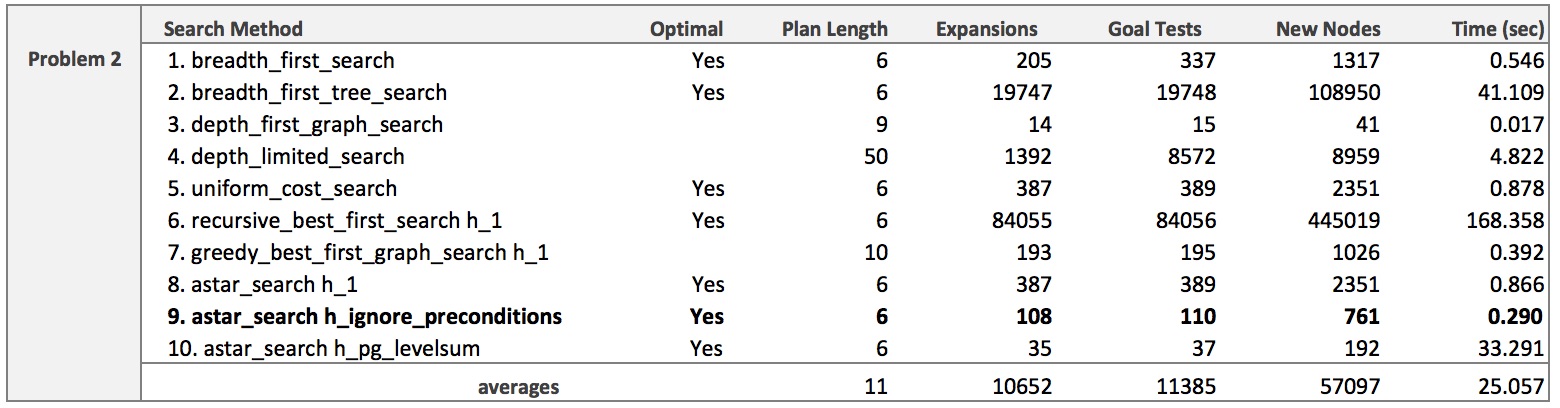 Search Method Optimal Plan Length Expansions Goal Tests New Nodes Time (sec)
Problem 2 1. breadth_first_search Yes 6 205 337 1317 0.546
2. breadth_first_tree_search Yes 6 19747 19748 108950 41.109
3. depth_first_graph_search 9 14 15 41 0.017
4. depth_limited_search 50 1392 8572 8959 4.822
5. uniform_cost_search Yes 6 387 389 2351 0.878
6. recursive_best_first_search h_1 Yes 6 84055 84056 445019 168.358
7. greedy_best_first_graph_search h_1 10 193 195 1026 0.392
8. astar_search h_1 Yes 6 387 389 2351 0.866
9. astar_search h_ignore_preconditions Yes 6 108 110 761 0.290
10. astar_search h_pg_levelsum Yes 6 35 37 192 33.291
averages 11 10652 11385 57097 25.057